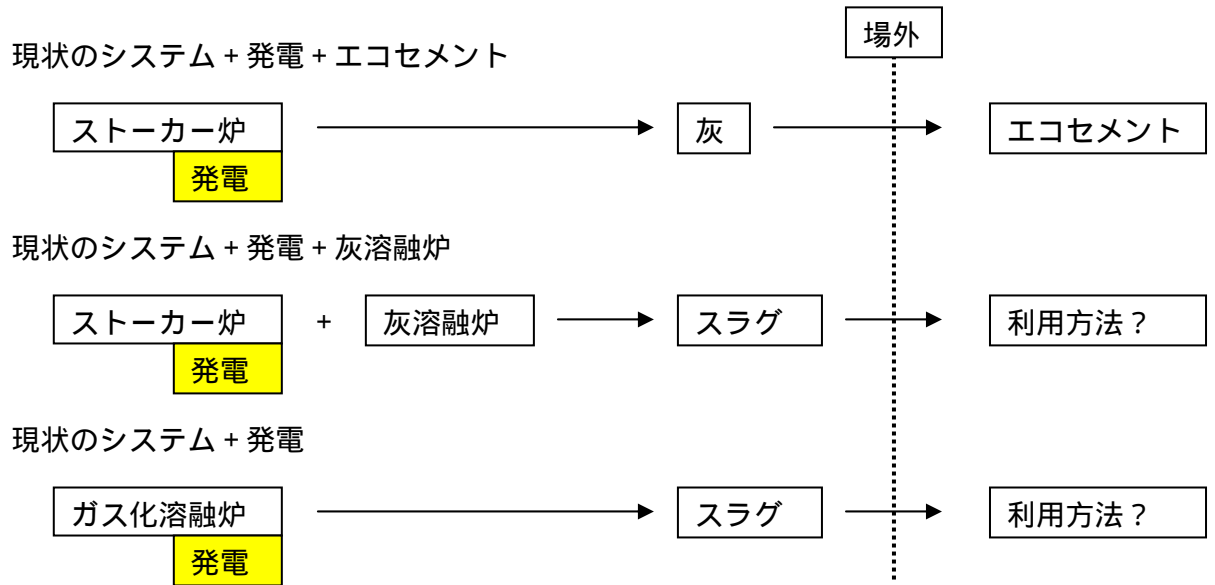 場外
現状のシステム + 発電 + エコセメント
ストーカー炉 灰 エコセメント
発電
現状のシステム + 発電 + 灰溶融炉
ストーカー炉 + 灰溶融炉 スラグ 利用方法？
発電
現状のシステム + 発電
ガス化溶融炉 スラグ 利用方法？
発電